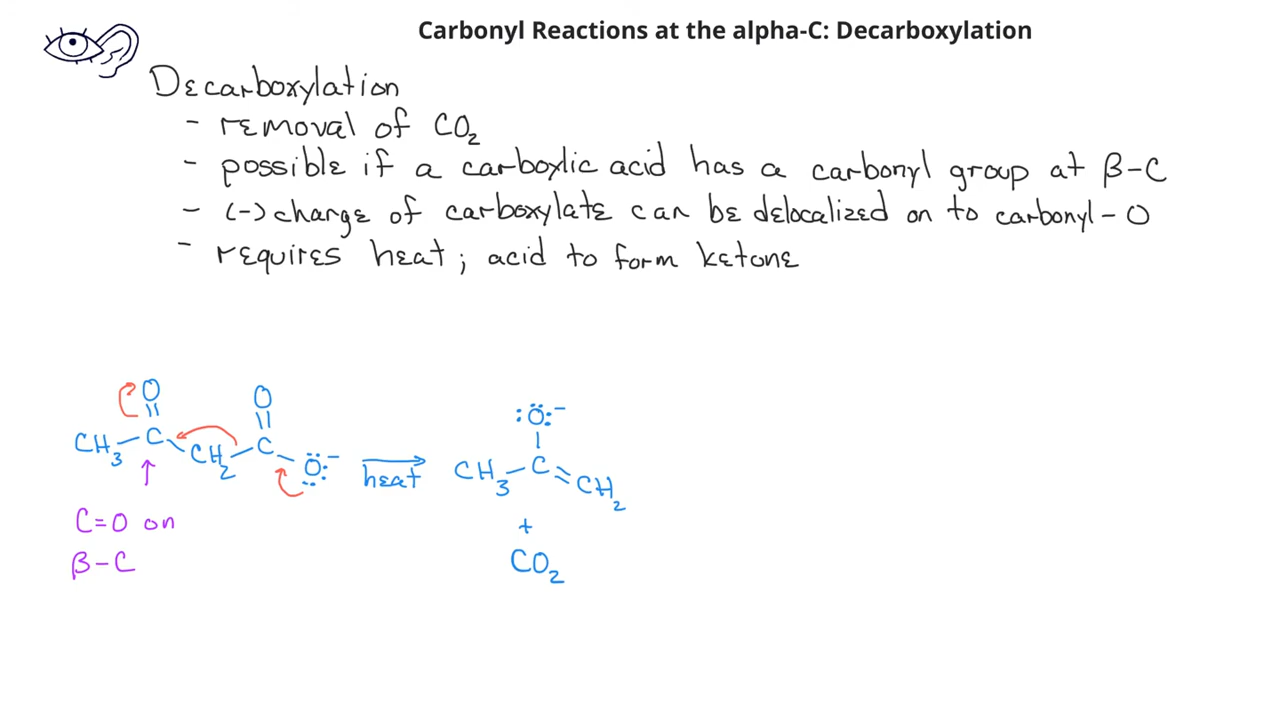 Carbonyl Reactions at the alpha-C: Decarboxylation
Decarboxylation
- removal of CO₂
- possible if a carboxlic acid has a carbonyl group at β-C
- (-) charge of carboxylate can be delocalized on to carbonyl-O
- requires heat; acid to form ketone
O O
CH₃-C-CH₂-C-Ö:⁻
heat
:Ö:⁻
CH₃-C=CH₂
+
CO₂
C=O on
β-C